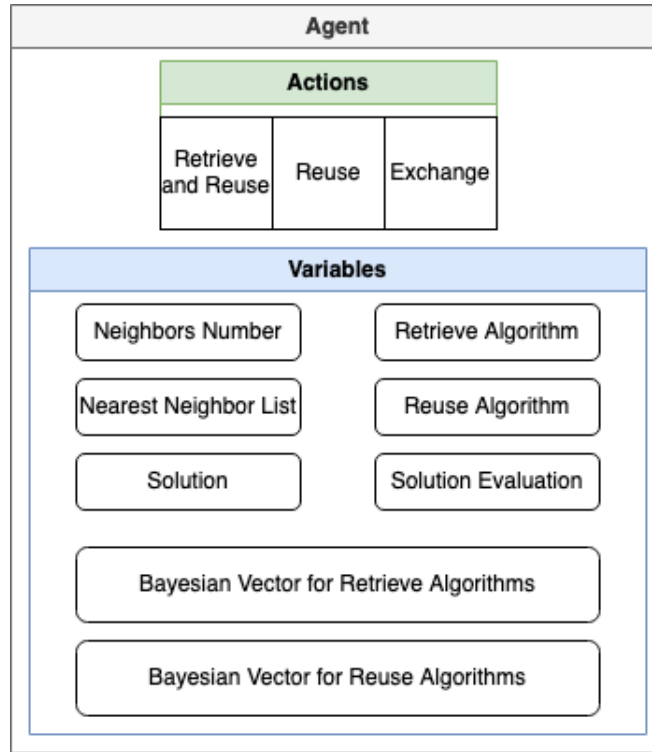 Agent
Actions
Retrieve
and Reuse
Reuse
Exchange
Variables
Neighbors Number
Retrieve Algorithm
Nearest Neighbor List
Reuse Algorithm
Solution
Solution Evaluation
Bayesian Vector for Retrieve Algorithms
Bayesian Vector for Reuse Algorithms